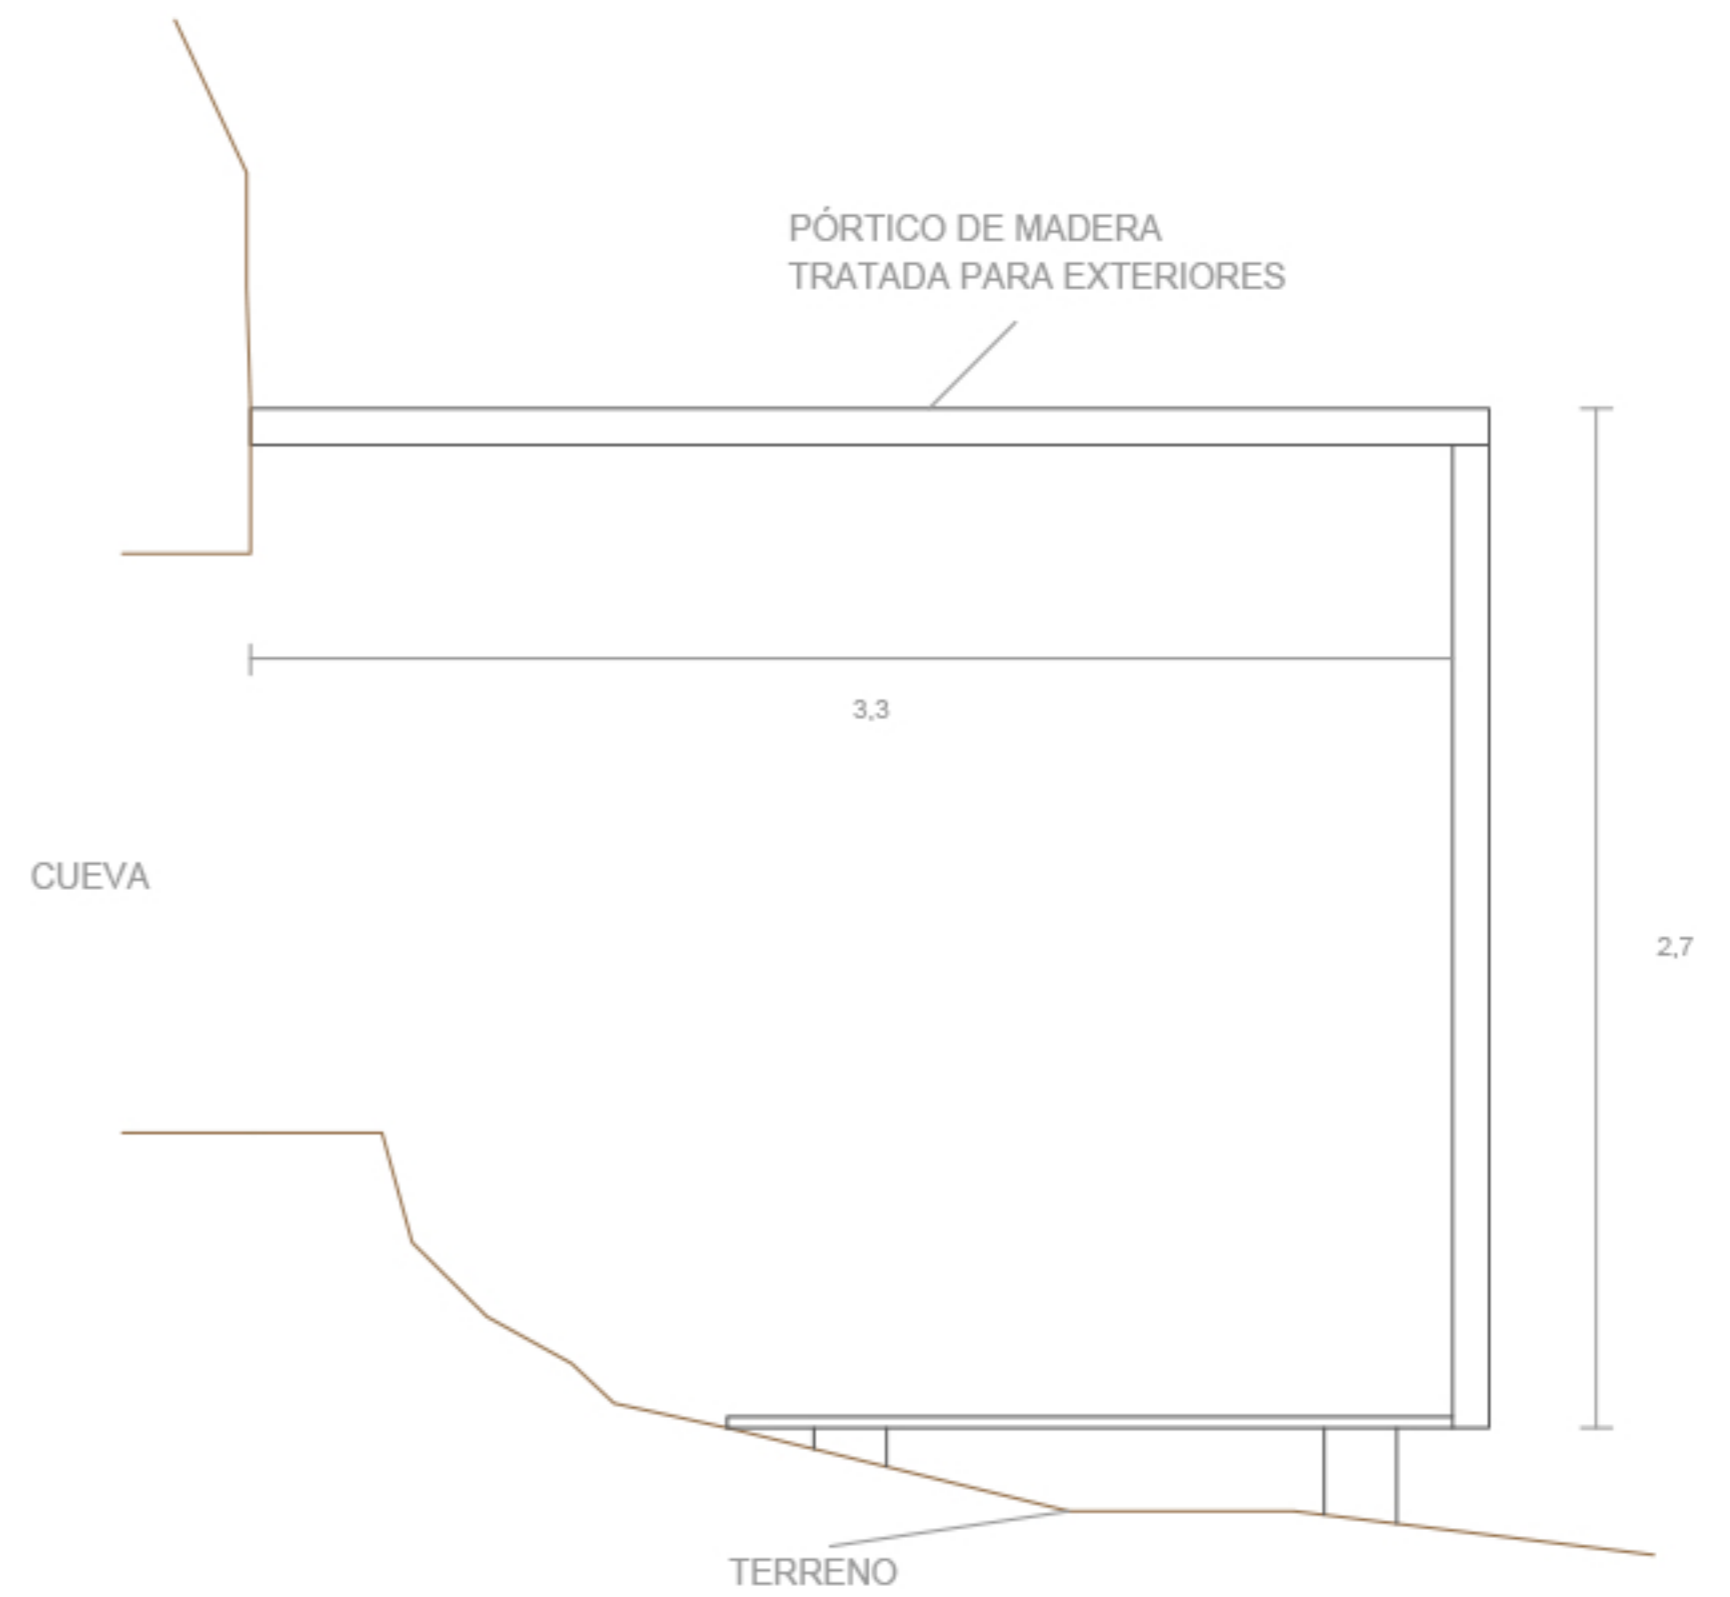 PÓRTICO DE MADERA
TRATADA PARA EXTERIORES
3,3
CUEVA
2,7
TERRENO